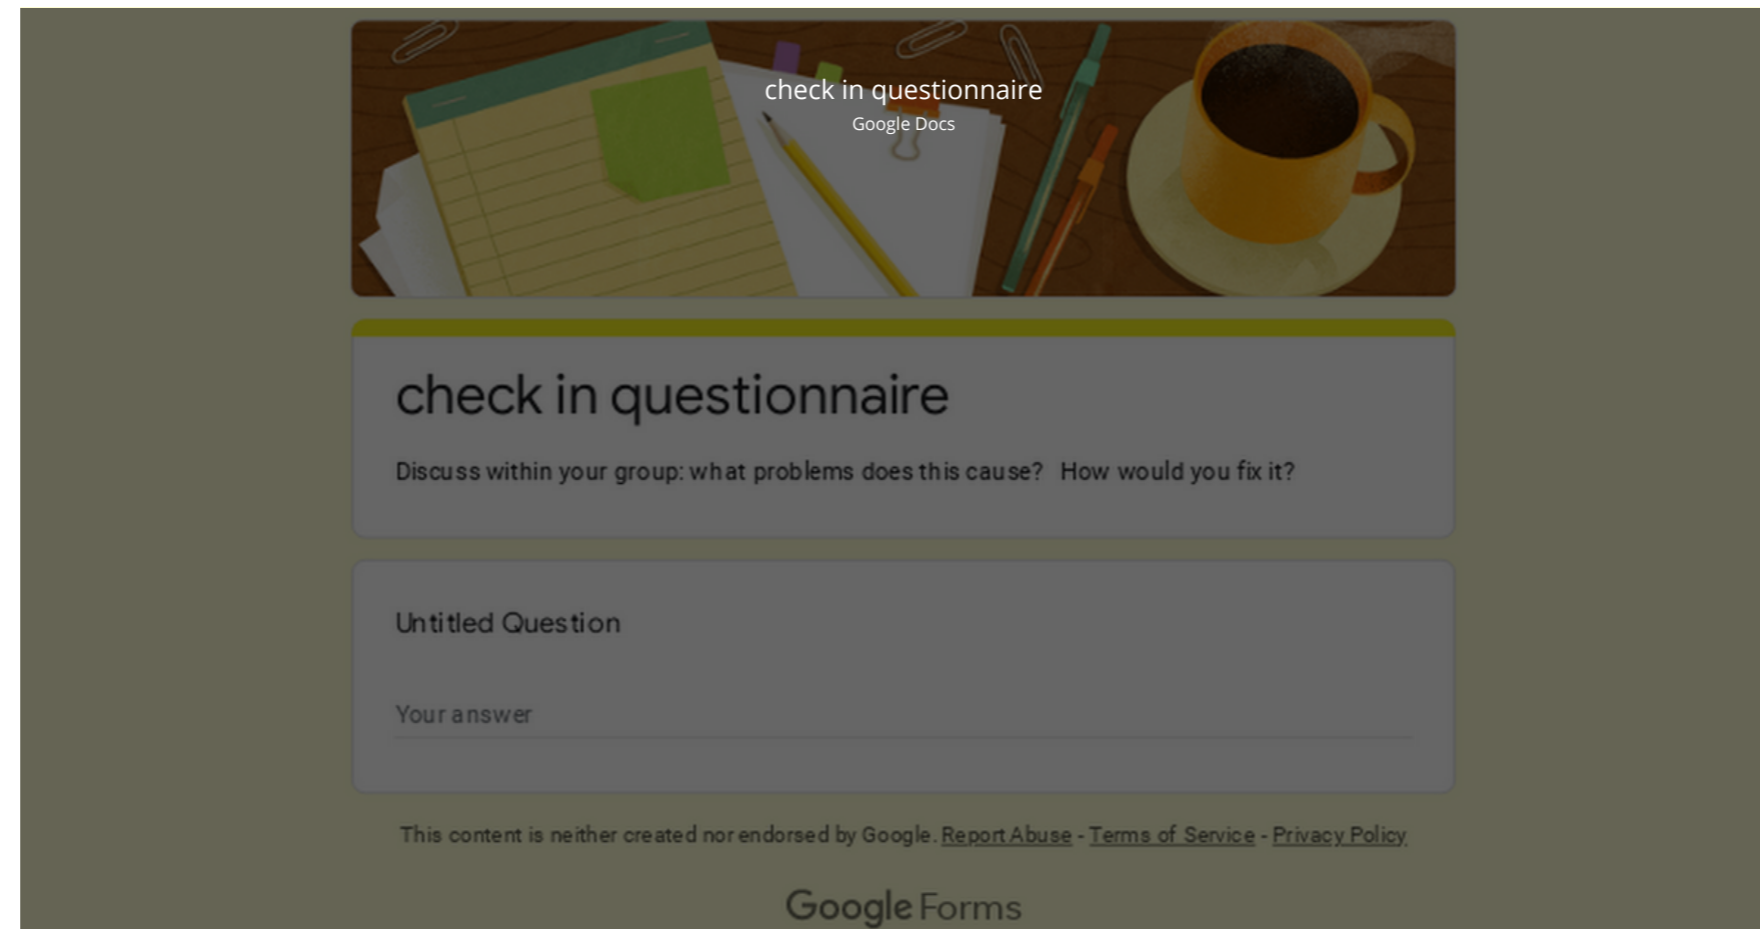 check in questionnaire
Google Docs
check in questionnaire
Discuss within your group: what problems does this cause? How would you fix it?
Untitled Question
Your answer
This content is neither created nor endorsed by Google. Report Abuse - Terms of Service - Privacy Policy
Google Forms